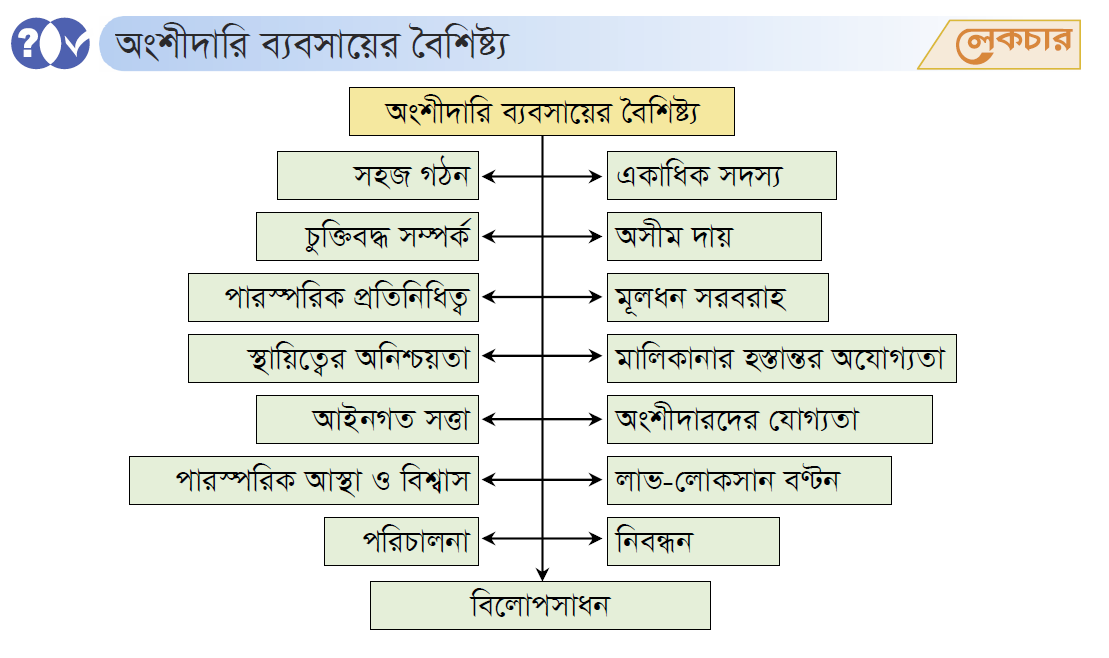 অংশীদারি ব্যবসায়ের বৈশিষ্ট্য
লেকচার
অংশীদারি ব্যবসায়ের বৈশিষ্ট্য
সহজ গঠন
একাধিক সদস্য
চুক্তিবদ্ধ সম্পর্ক
অসীম দায়
পারস্পরিক প্রতিনিধিত্ব
মূলধন সরবরাহ
স্থায়িত্বের অনিশ্চয়তা
মালিকানার হস্তান্তর অযোগ্যতা
আইনগত সত্তা
অংশীদারদের যোগ্যতা
পারস্পরিক আস্থা ও বিশ্বাস
লাভ-লোকসান বণ্টন
পরিচালনা
নিবন্ধন
বিলোপসাধন